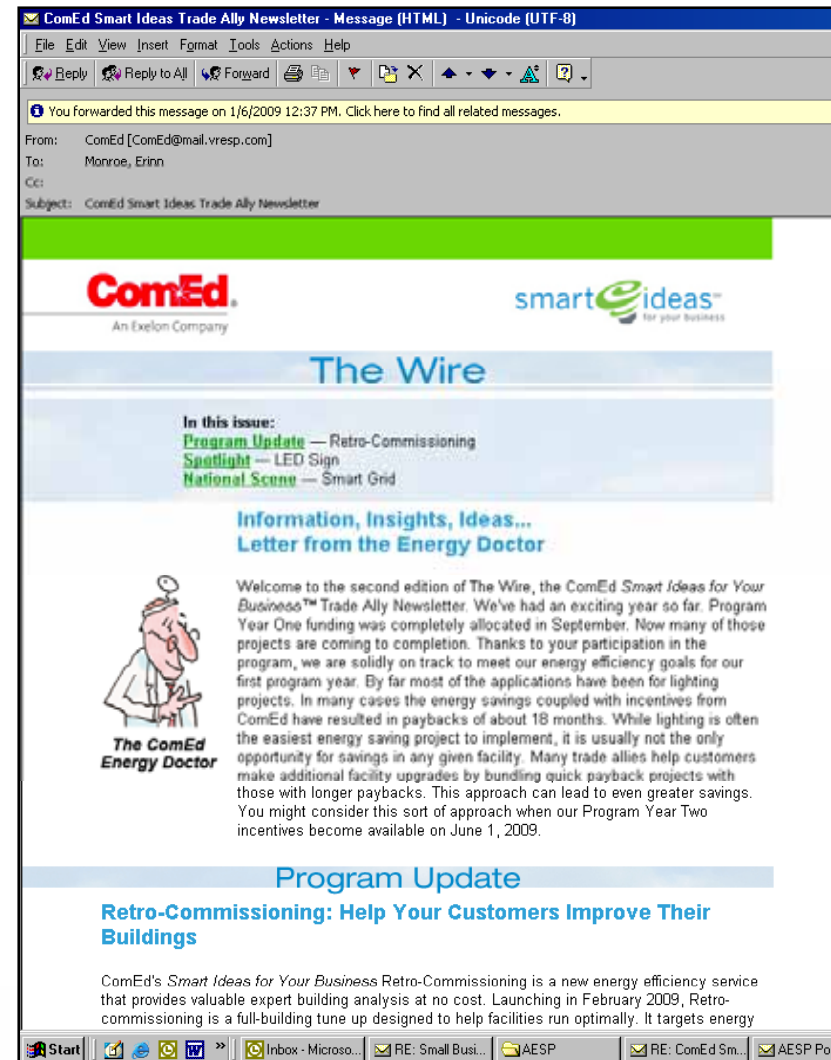 ComEd Smart Ideas Trade Ally Newsletter - Message (HTML) - Unicode (UTF-8)
File Edit View Insert Format Tools Actions Help
Reply Reply to All Forward
You forwarded this message on 1/6/2009 12:37 PM. Click here to find all related messages.
From: ComEd [ComEd@mail.vresp.com]
To: Monroe, Erinn
Cc:
Subject: ComEd Smart Ideas Trade Ally Newsletter
ComEd.
An Exelon Company
smart e ideas
for your business
The Wire
In this issue:
Program Update — Retro-Commissioning
Spotlight — LED Sign
National Scene — Smart Grid
Information, Insights, Ideas...
Letter from the Energy Doctor
Welcome to the second edition of The Wire, the ComEd Smart Ideas for Your
Business™ Trade Ally Newsletter. We've had an exciting year so far. Program
Year One funding was completely allocated in September. Now many of those
projects are coming to completion. Thanks to your participation in the
program, we are solidly on track to meet our energy efficiency goals for our
first program year. By far most of the applications have been for lighting
projects. In many cases the energy savings coupled with incentives from
ComEd have resulted in paybacks of about 18 months. While lighting is often
the easiest energy saving project to implement, it is usually not the only
opportunity for savings in any given facility. Many trade allies help customers
make additional facility upgrades by bundling quick payback projects with
those with longer paybacks. This approach can lead to even greater savings.
You might consider this sort of approach when our Program Year Two
incentives become available on June 1, 2009.
The ComEd
Energy Doctor
Program Update
Retro-Commissioning: Help Your Customers Improve Their
Buildings
ComEd's Smart Ideas for Your Business Retro-Commissioning is a new energy efficiency service
that provides valuable expert building analysis at no cost. Launching in February 2009, Retro-
commissioning is a full-building tune up designed to help facilities run optimally. It targets energy
Start » Inbox - Microso... RE: Small Busi... AESP RE: ComEd Sm... AESP Po